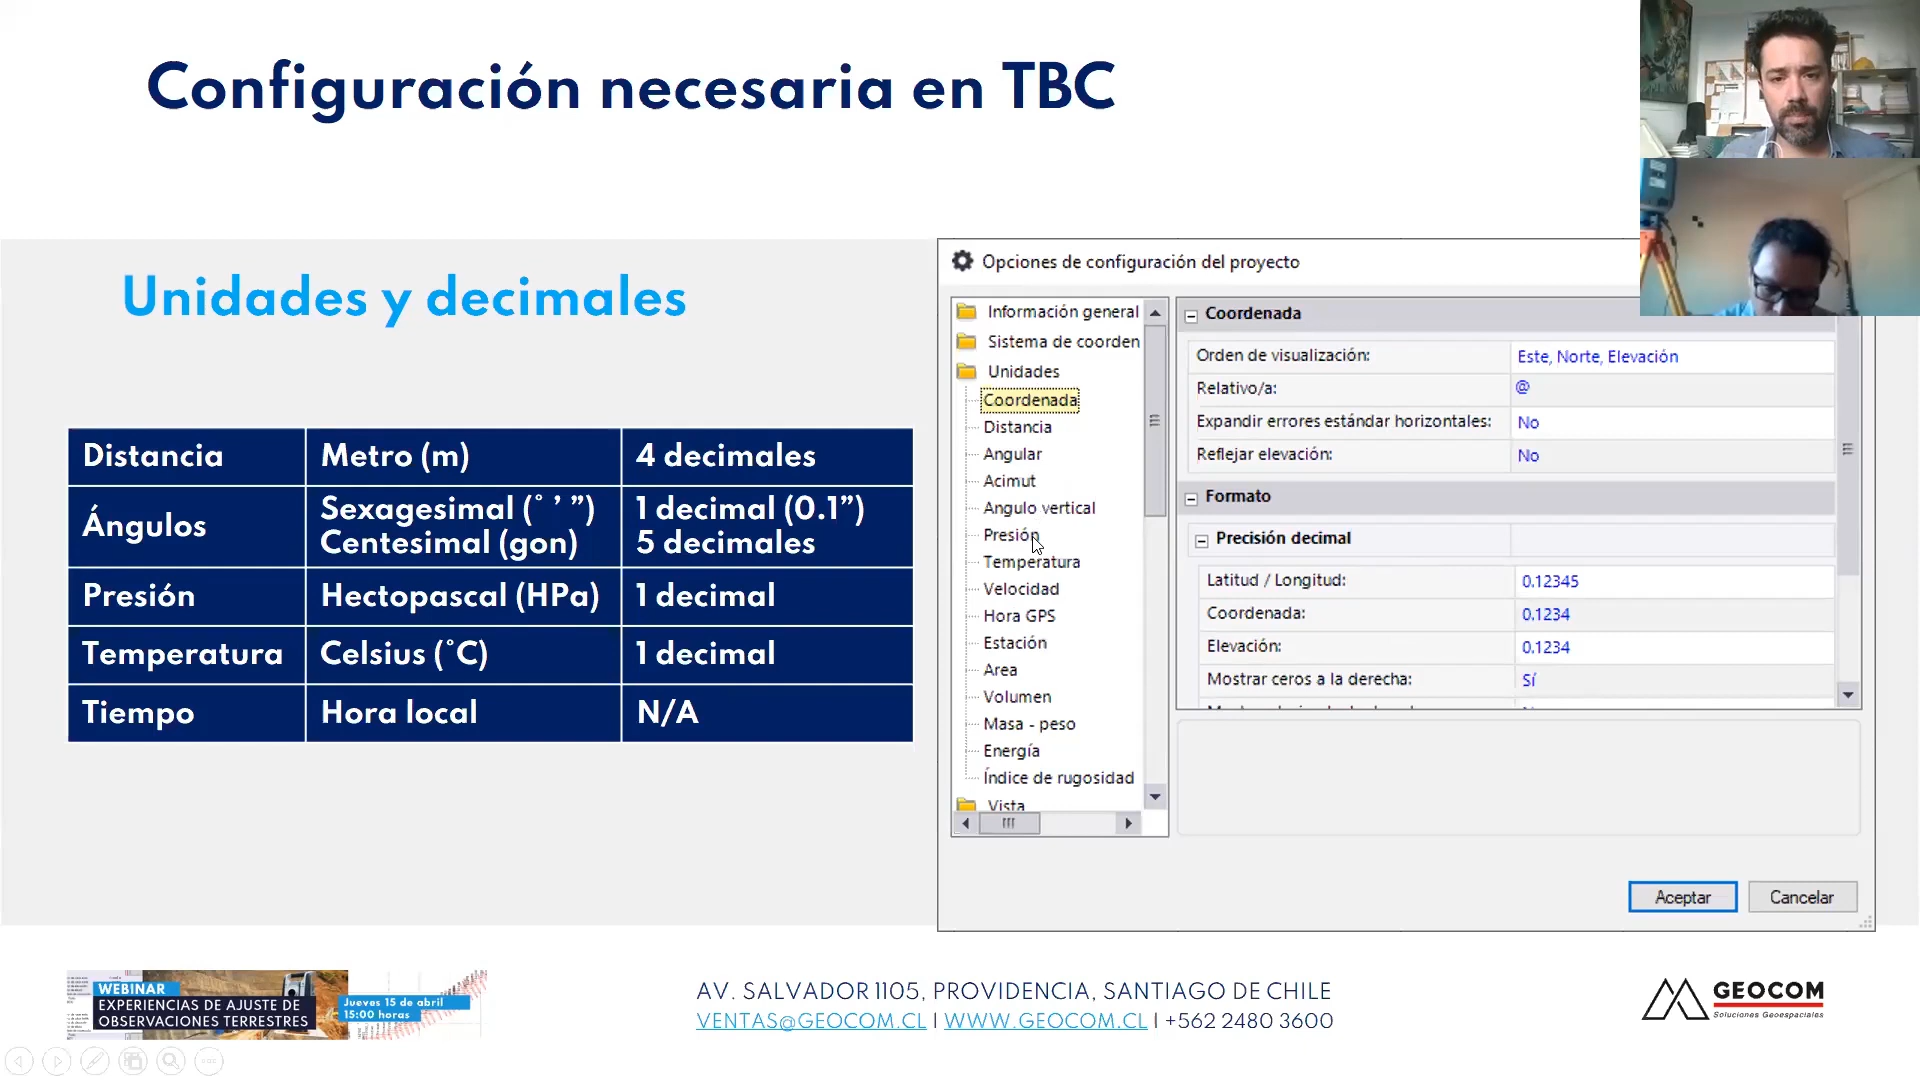 Configuración necesaria en TBC
Unidades y decimales
Distancia
Metro (m)
4 decimales
Ángulos
Sexagesimal (° ’ ”)
Centesimal (gon)
1 decimal (0.1”)
5 decimales
Presión
Hectopascal (HPa)
1 decimal
Temperatura
Celsius (°C)
1 decimal
Tiempo
Hora local
N/A
Opciones de configuración del proyecto
Información general
Sistema de coorden
Unidades
Coordenada
Distancia
Angular
Acimut
Angulo vertical
Presión
Temperatura
Velocidad
Hora GPS
Estación
Area
Volumen
Masa - peso
Energía
Índice de rugosidad
Vista
Coordenada
Orden de visualización:
Este, Norte, Elevación
Relativo/a:
@
Expandir errores estándar horizontales:
No
Reflejar elevación:
No
Formato
Precisión decimal
Latitud / Longitud:
0.12345
Coordenada:
0.1234
Elevación:
0.1234
Mostrar ceros a la derecha:
Sí
Aceptar
Cancelar
WEBINAR
EXPERIENCIAS DE AJUSTE DE
OBSERVACIONES TERRESTRES
Jueves 15 de abril
15:00 horas
AV. SALVADOR 1105, PROVIDENCIA, SANTIAGO DE CHILE
VENTAS@GEOCOM.CL | WWW.GEOCOM.CL | +562 2480 3600
GEOCOM
Soluciones Geoespaciales